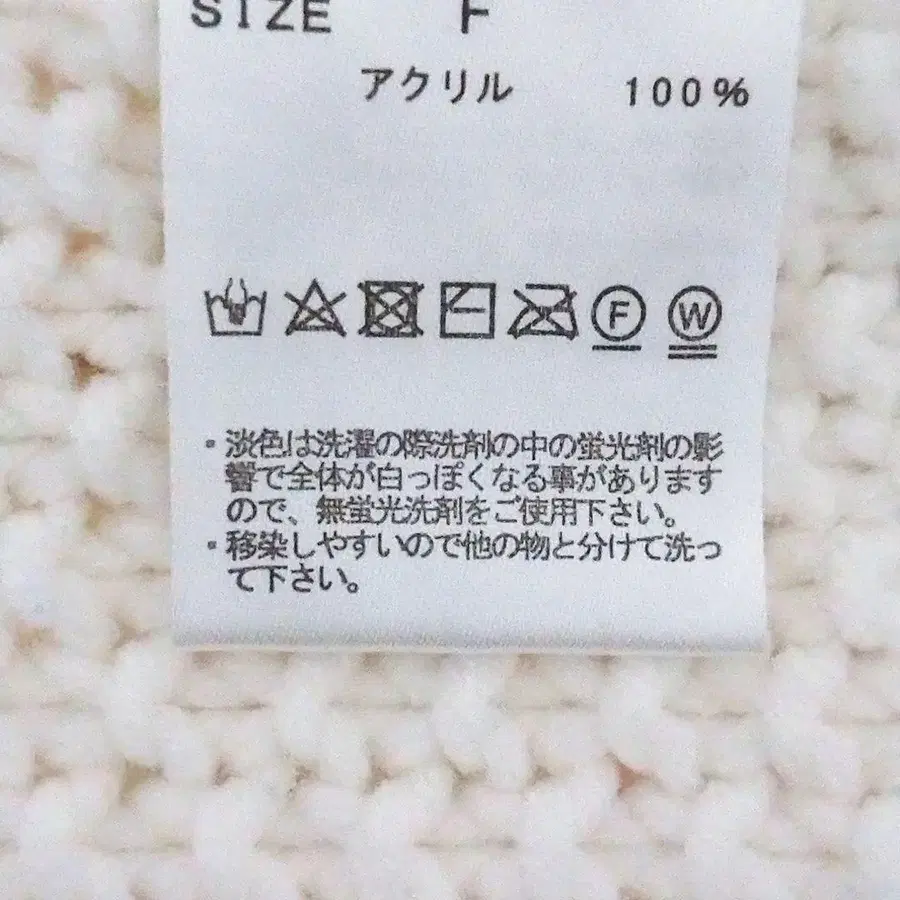 SIZE F
アクリル 100%
F W
・淡色は洗濯の際洗剤の中の蛍光剤の影
響で全体が白っぽくなる事があります
ので、無蛍光洗剤をご使用下さい。
・移染しやすいので他の物と分けて洗っ
て下さい。